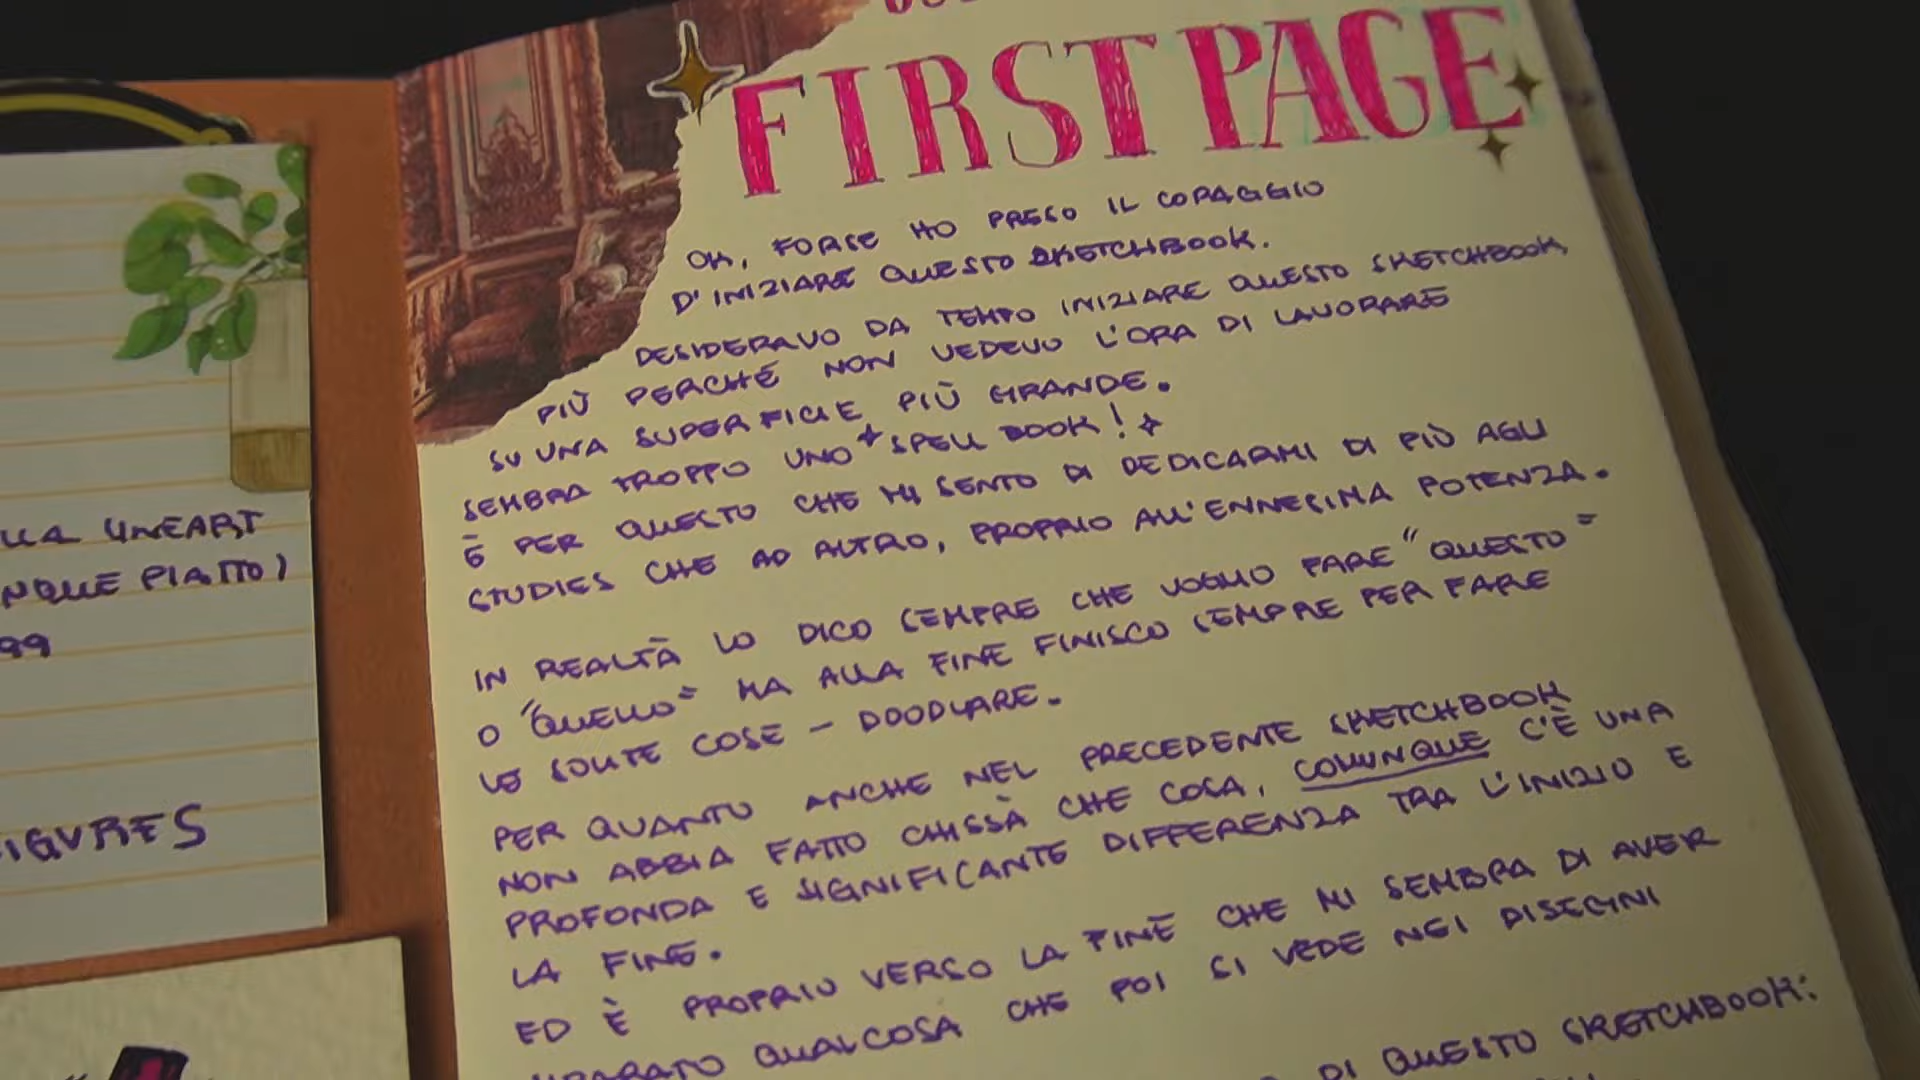 LLA LINEART
NQUE PIATTO)
99
IGURES
FIRST PAGE
OK, FORSE HO PRESO IL CORAGGIO
D'INIZIARE QUESTO SKETCHBOOK.
DESIDERAVO DA TEMPO INIZIARE QUESTO SKETCHBOOK
PIÙ PERCHÉ NON VEDEVO L'ORA DI LAVORARE
SU UNA SUPERFICIE PIÙ GRANDE.
SEMBRA TROPPO UNO SPELL BOOK!
È PER QUESTO CHE MI SENTO DI DEDICARMI DI PIÙ AGLI
STUDIES CHE AD ALTRO, PROPRIO ALL'ENNESIMA POTENZA.
IN REALTÀ LO DICO SEMPRE CHE VOGLIO FARE "QUESTO"
O "QUELLO" MA ALLA FINE FINISCO SEMPRE PER FARE
LE SOLITE COSE - DOODLARE.
PER QUANTO ANCHE NEL PRECEDENTE SKETCHBOOK
NON ABBIA FATTO CHISSÀ CHE COSA, COMUNQUE C'È UNA
PROFONDA E SIGNIFICANTE DIFFERENZA TRA L'INIZIO E
LA FINE.
ED È PROPRIO VERSO LA FINE CHE MI SEMBRA DI AVER
IMPARATO QUALCOSA CHE POI SI VEDE NEI DISEGNI
DI QUESTO SKETCHBOOK: